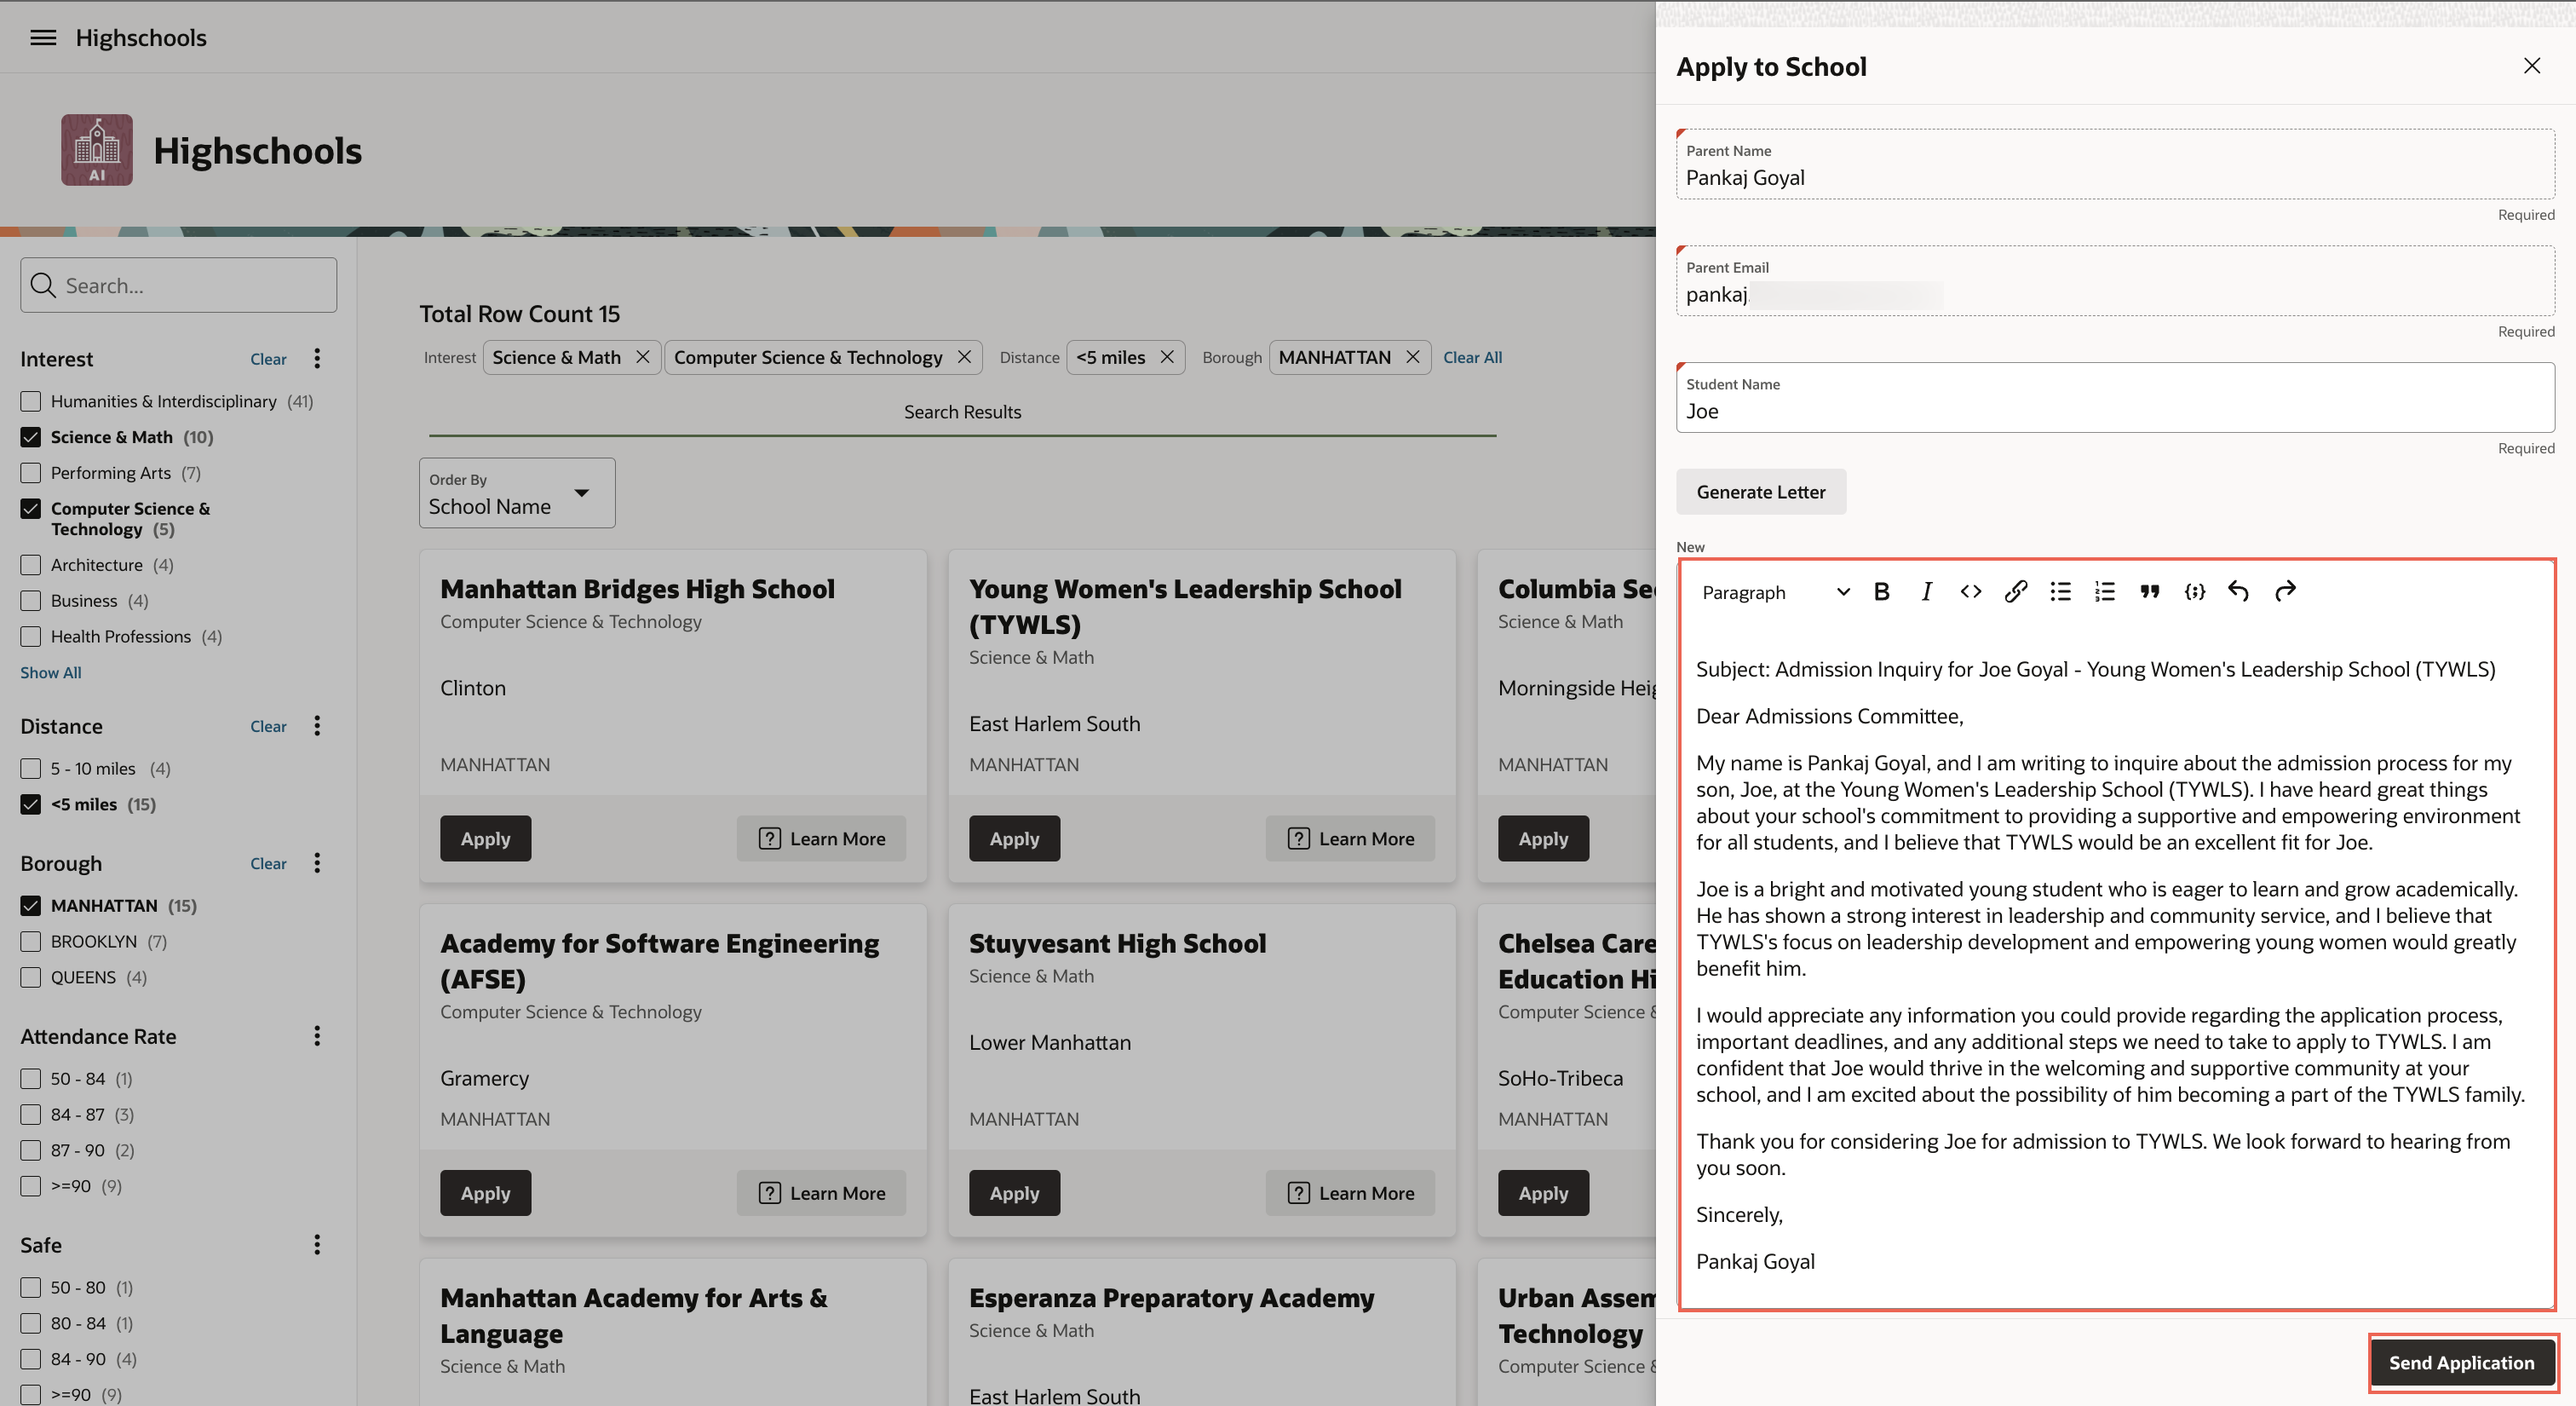 Highschools
AI
Highschools
Search...
Interest Clear
Humanities & Interdisciplinary (41)
Science & Math (10)
Performing Arts (7)
Computer Science &
Technology (5)
Architecture (4)
Business (4)
Health Professions (4)
Show All
Distance Clear
5 - 10 miles (4)
<5 miles (15)
Borough Clear
MANHATTAN (15)
BROOKLYN (7)
QUEENS (4)
Attendance Rate
50 - 84 (1)
84 - 87 (3)
87 - 90 (2)
>=90 (9)
Safe
50 - 80 (1)
80 - 84 (1)
84 - 90 (4)
>=90 (9)
Total Row Count 15
Interest Science & Math Computer Science & Technology Distance <5 miles Borough MANHATTAN Clear All
Search Results
Order By
School Name
Manhattan Bridges High School
Computer Science & Technology
Clinton
MANHATTAN
Apply Learn More
Young Women's Leadership School
(TYWLS)
Science & Math
East Harlem South
MANHATTAN
Apply Learn More
Columbia
Science & Math
Morningside
MANHATTAN
Apply
Academy for Software Engineering
(AFSE)
Computer Science & Technology
Gramercy
MANHATTAN
Apply Learn More
Stuyvesant High School
Science & Math
Lower Manhattan
MANHATTAN
Apply Learn More
Chelsea
Education
Computer Science
SoHo-Tribeca
MANHATTAN
Apply
Manhattan Academy for Arts &
Language
Science & Math
Esperanza Preparatory Academy
Science & Math
East Harlem South
Urban
Technology
Computer Science
Apply to School
Parent Name
Pankaj Goyal
Required
Parent Email
pankaj
Required
Student Name
Joe
Required
Generate Letter
New
Paragraph
Subject: Admission Inquiry for Joe Goyal - Young Women's Leadership School (TYWLS)
Dear Admissions Committee,
My name is Pankaj Goyal, and I am writing to inquire about the admission process for my
son, Joe, at the Young Women's Leadership School (TYWLS). I have heard great things
about your school's commitment to providing a supportive and empowering environment
for all students, and I believe that TYWLS would be an excellent fit for Joe.
Joe is a bright and motivated young student who is eager to learn and grow academically.
He has shown a strong interest in leadership and community service, and I believe that
TYWLS's focus on leadership development and empowering young women would greatly
benefit him.
I would appreciate any information you could provide regarding the application process,
important deadlines, and any additional steps we need to take to apply to TYWLS. I am
confident that Joe would thrive in the welcoming and supportive community at your
school, and I am excited about the possibility of him becoming a part of the TYWLS family.
Thank you for considering Joe for admission to TYWLS. We look forward to hearing from
you soon.
Sincerely,
Pankaj Goyal
Send Application